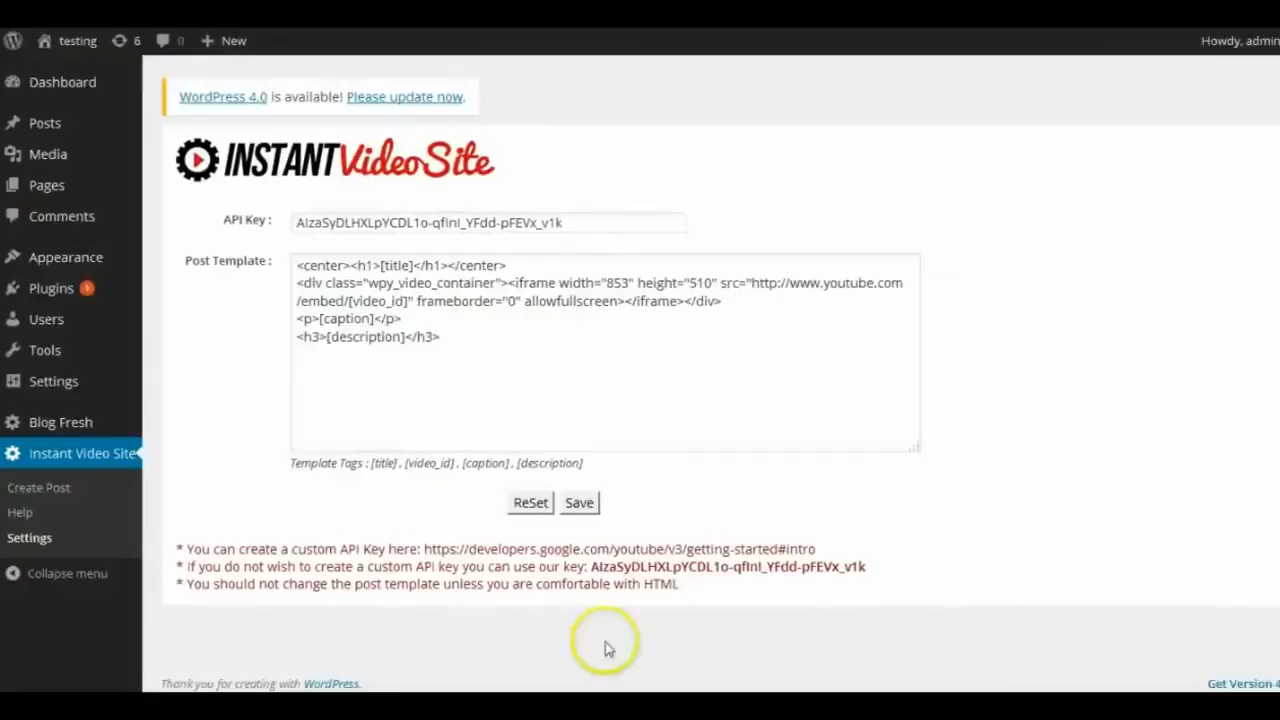 testing 6 0 New Howdy, admin
Dashboard
WordPress 4.0 is available! Please update now.
Posts
Media
Pages
Comments
Appearance
Plugins 1
Users
Tools
Settings
Blog Fresh
Instant Video Site
Create Post
Help
Settings
Collapse menu
INSTANT VideoSite
API Key :
AIzaSyDLHXLpYCDL1o-qfInI_YFdd-pFEVx_v1k
Post Template :
<center><h1>[title]</h1></center>
<div class="wpy_video_container"><iframe width="853" height="510" src="http://www.youtube.com
/embed/[video_id]" frameborder="0" allowfullscreen></iframe></div>
<p>[caption]</p>
<h3>[description]</h3>
Template Tags : [title] , [video_id] , [caption] , [description]
ReSet Save
* You can create a custom API Key here: https://developers.google.com/youtube/v3/getting-started#intro
* If you do not wish to create a custom API key you can use our key: AIzaSyDLHXLpYCDL1o-qfInI_YFdd-pFEVx_v1k
* You should not change the post template unless you are comfortable with HTML
Thank you for creating with WordPress.
Get Version 4